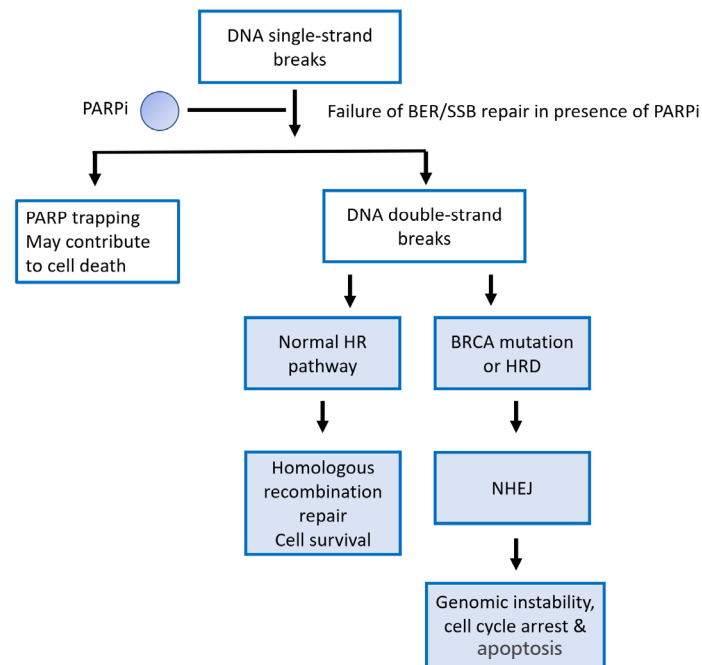 DNA single-strand
breaks
PARPi
Failure of BER/SSB repair in presence of PARPi
PARP trapping
May contribute
to cell death
DNA double-strand
breaks
Normal HR
pathway
BRCA mutation
or HRD
Homologous
recombination
repair
Cell survival
NHEJ
Genomic instability,
cell cycle arrest &
apoptosis